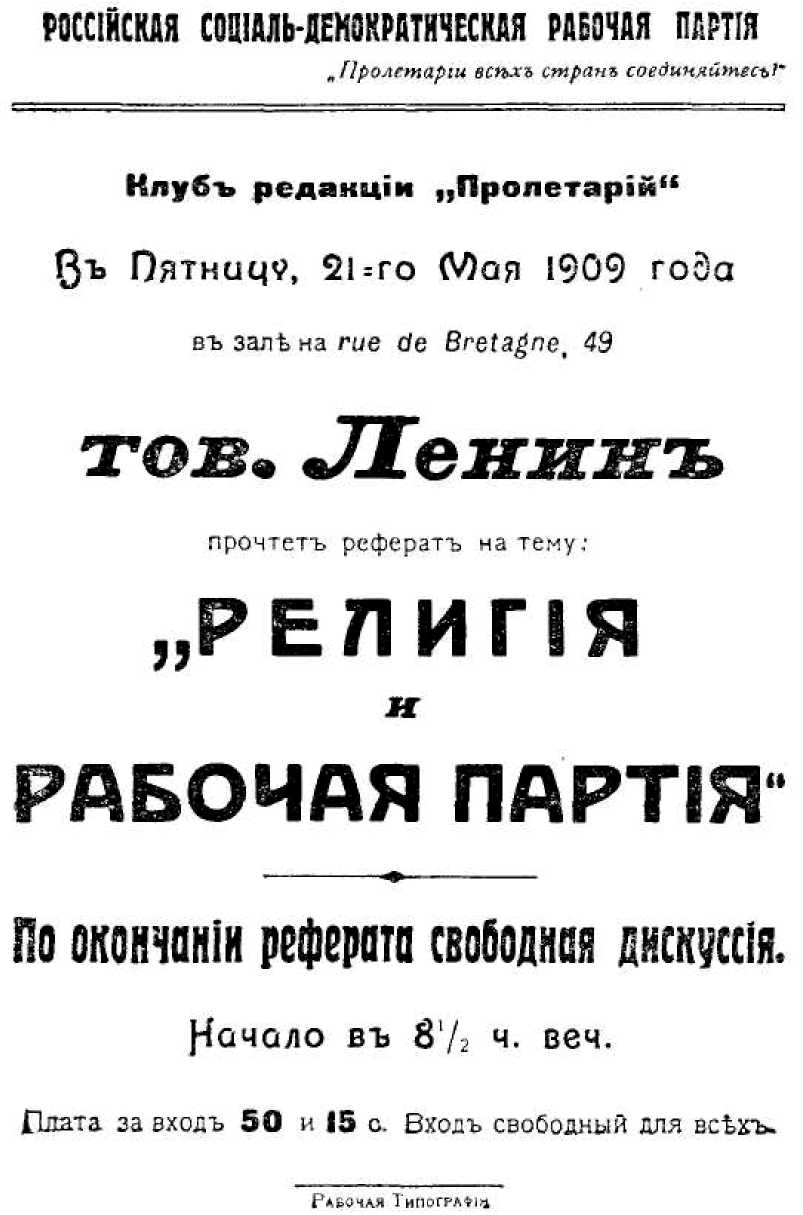 РОССІЙСКАЯ СОЦІАЛЬ-ДЕМОКРАТИЧЕСКАЯ РАБОЧАЯ ПАРТІЯ
„Пролетаріи всѣхъ странъ соединяйтесь!“
Клубъ редакціи „Пролетарій“
Въ Пятницу, 21=го Мая 1909 года
въ залѣ на rue de Bretagne, 49
тов. Ленинъ
прочтетъ рефератъ на тему:
„РЕЛИГІЯ
и
РАБОЧАЯ ПАРТІЯ“
По окончаніи реферата свободная дискуссія.
Начало въ 8½ ч. веч.
Плата за входъ 50 и 15 с. Входъ свободный для всѣхъ.
РАБОЧАЯ ТИПОГРАФІЯ